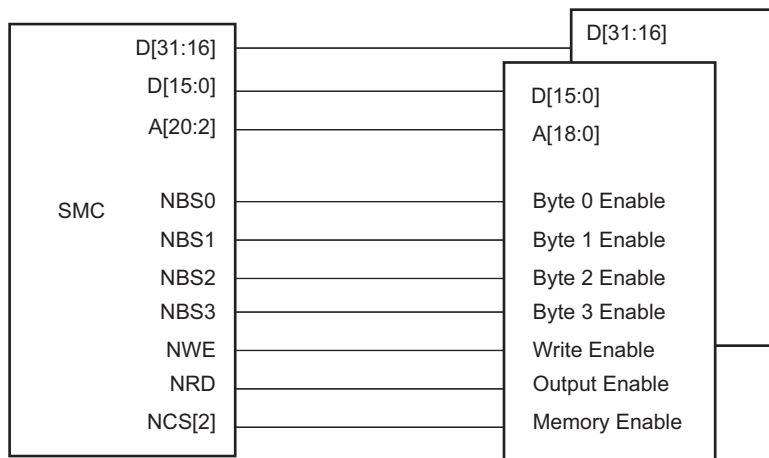 D[31:16] D[31:16]
D[15:0] D[15:0]
A[20:2] A[18:0]
SMC NBS0 Byte 0 Enable
NBS1 Byte 1 Enable
NBS2 Byte 2 Enable
NBS3 Byte 3 Enable
NWE Write Enable
NRD Output Enable
NCS[2] Memory Enable